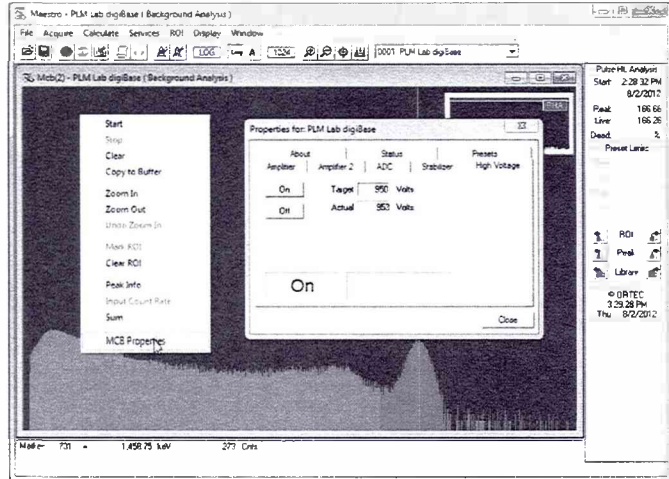 Maestro - PLM Lab digiBase ( Background Analysis )
File Acquire Calculate Services ROI Display Window
LOG A 1024 0001 PLM Lab digiBase
Mcb(2) - PLM Lab digiBase ( Background Analysis )
PHA
Start
Stop
Clear
Copy to Buffer
Zoom In
Zoom Out
Undo Zoom In
Mark ROI
Clear ROI
Peak Info
Input Count Rate
Sum
MCB Properties
Properties for: PLM Lab digiBase
About Status Presets
Amplifier Amplifier 2 ADC Stabilizer High Voltage
On Target 950 Volts
Off Actual 953 Volts
On
Close
Pulse Ht. Analysis
Start: 2:28:32 PM
8/2/2012
Real: 166.66
Live: 166.26
Dead: %
Preset Limits
ROI
Peak
Library
© ORTEC
3:29:28 PM
Thu 8/2/2012
Marker: 731 = 1,458.75 keV 277 Cnts